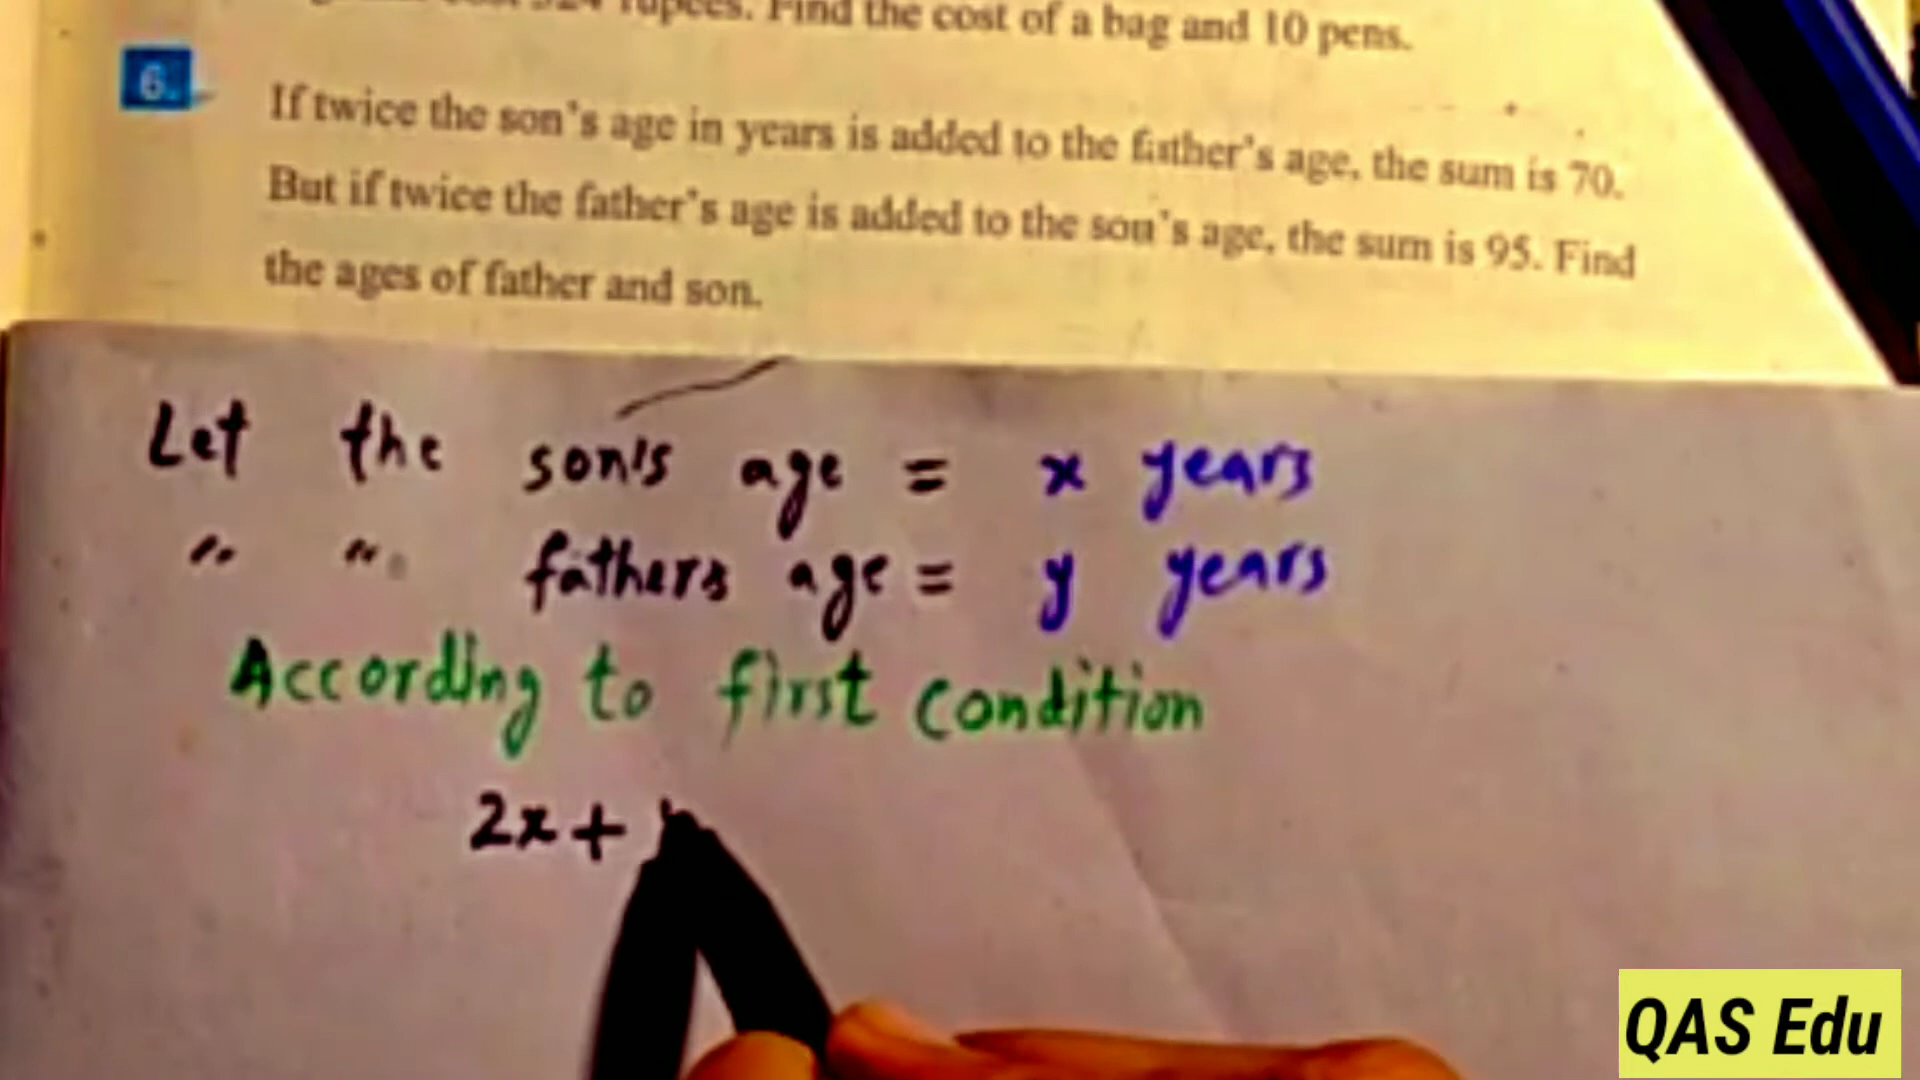 rupees. Find the cost of a bag and 10 pens.
6.
If twice the son's age in years is added to the father's age, the sum is 70.
But if twice the father's age is added to the son's age, the sum is 95. Find
the ages of father and son.
Let the son's age = x years
" " fathers age = y years
According to first condition
2x +
QAS Edu